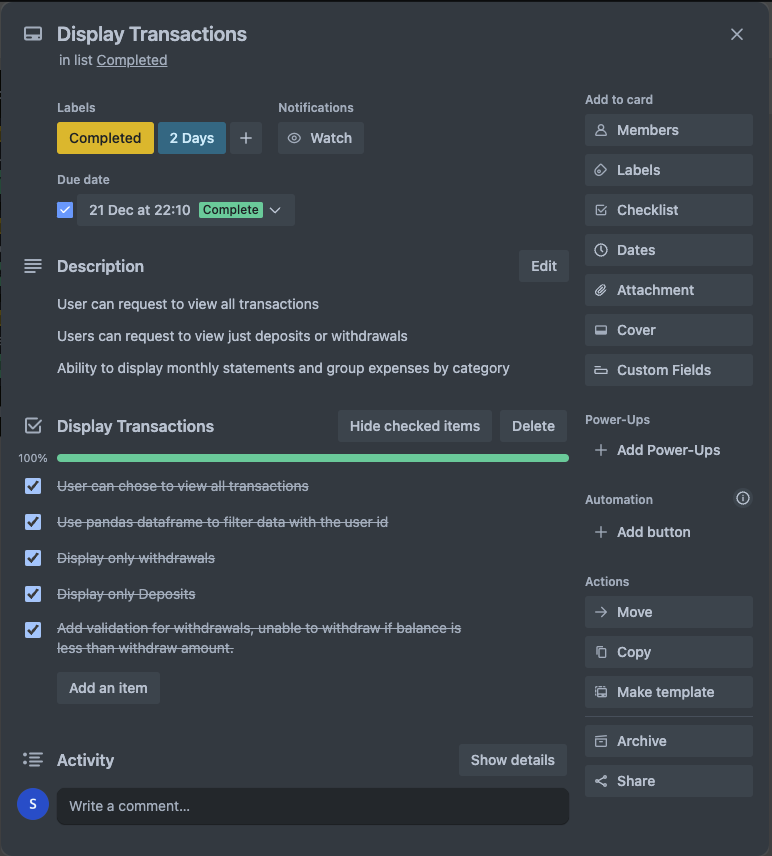 Display Transactions
in list Completed
Labels
Notifications
Completed
2 Days
Watch
Due date
21 Dec at 22:10 Complete
Description
Edit
User can request to view all transactions
Users can request to view just deposits or withdrawals
Ability to display monthly statements and group expenses by category
Display Transactions
Hide checked items
Delete
100%
User can chose to view all transactions
Use pandas dataframe to filter data with the user id
Display only withdrawals
Display only Deposits
Add validation for withdrawals, unable to withdraw if balance is
less than withdraw amount.
Add an item
Activity
Show details
S
Write a comment...
Add to card
Members
Labels
Checklist
Dates
Attachment
Cover
Custom Fields
Power-Ups
Add Power-Ups
Automation
Add button
Actions
Move
Copy
Make template
Archive
Share